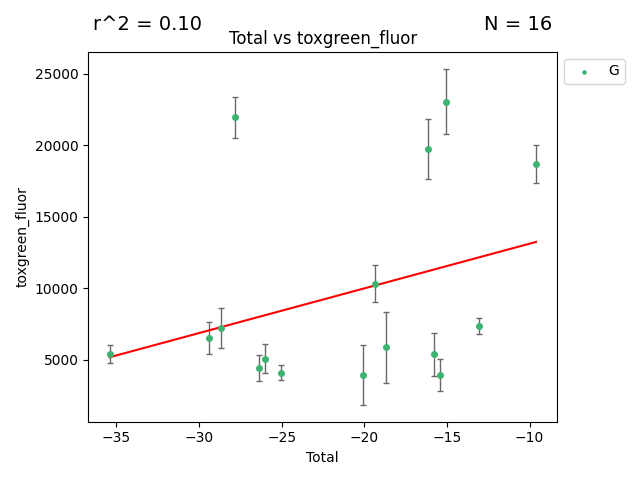 r^2 = 0.10
N = 16
Total vs toxgreen_fluor
G
25000
20000
15000
10000
5000
toxgreen_fluor
−35
−30
−25
−20
−15
−10
Total